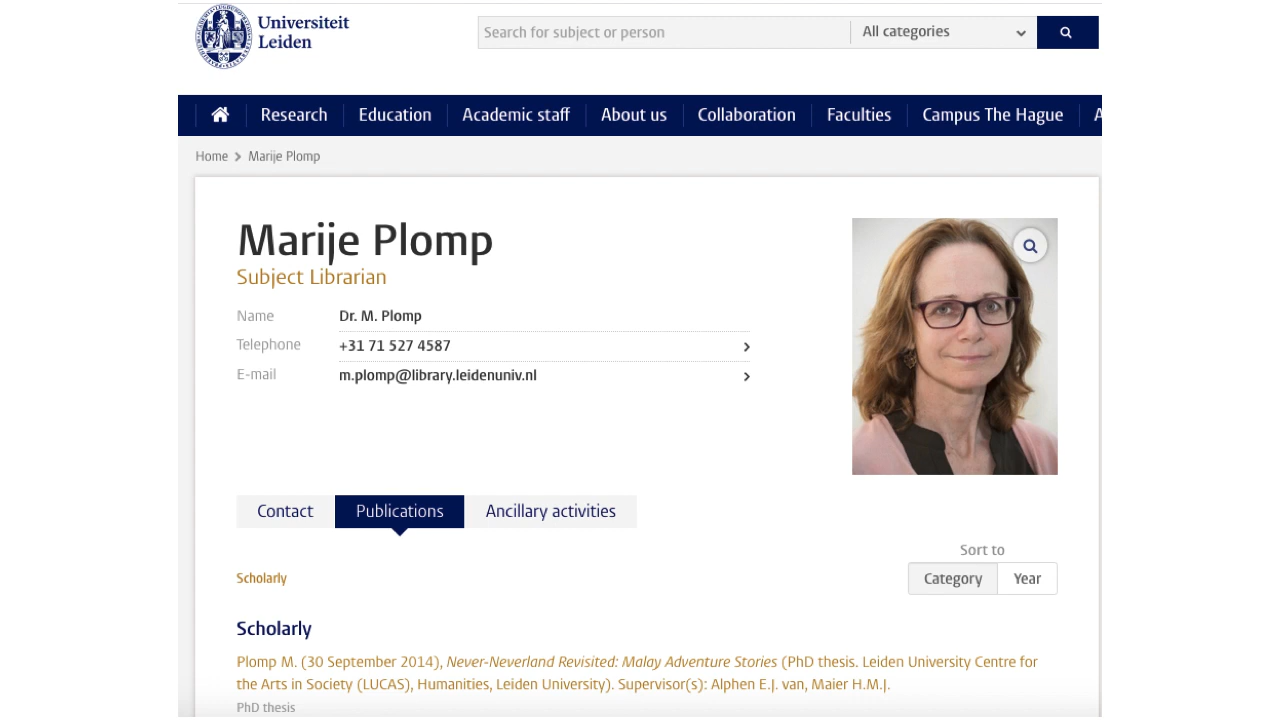 Universiteit
Leiden
Search for subject or person
All categories
Research Education Academic staff About us Collaboration Faculties Campus The Hague A
Home Marije Plomp
Marije Plomp
Subject Librarian
Name Dr. M. Plomp
Telephone +31 71 527 4587
E-mail m.plomp@library.leidenuniv.nl
Contact Publications Ancillary activities
Sort to
Scholarly
Category Year
Scholarly
Plomp M. (30 September 2014), Never-Neverland Revisited: Malay Adventure Stories (PhD thesis. Leiden University Centre for
the Arts in Society (LUCAS), Humanities, Leiden University). Supervisor(s): Alphen E.J. van, Maier H.M.J.
PhD thesis